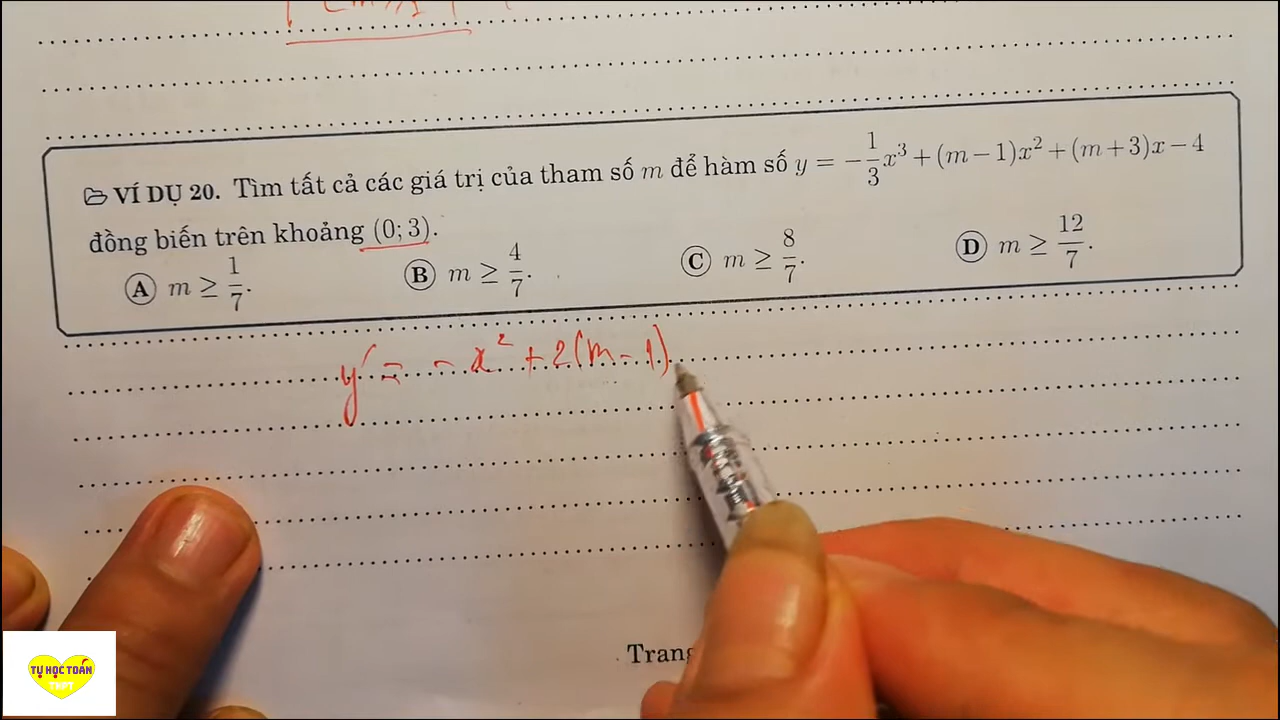 VÍ DỤ 20. Tìm tất cả các giá trị của tham số m để hàm số y = −1/3x³ + (m − 1)x² + (m + 3)x − 4
đồng biến trên khoảng (0; 3).
A m ≥ 1/7. B m ≥ 4/7. C m ≥ 8/7. D m ≥ 12/7.
y' = - x² + 2(m - 1)
Trang
TỰ HỌC TOÁN
THPT